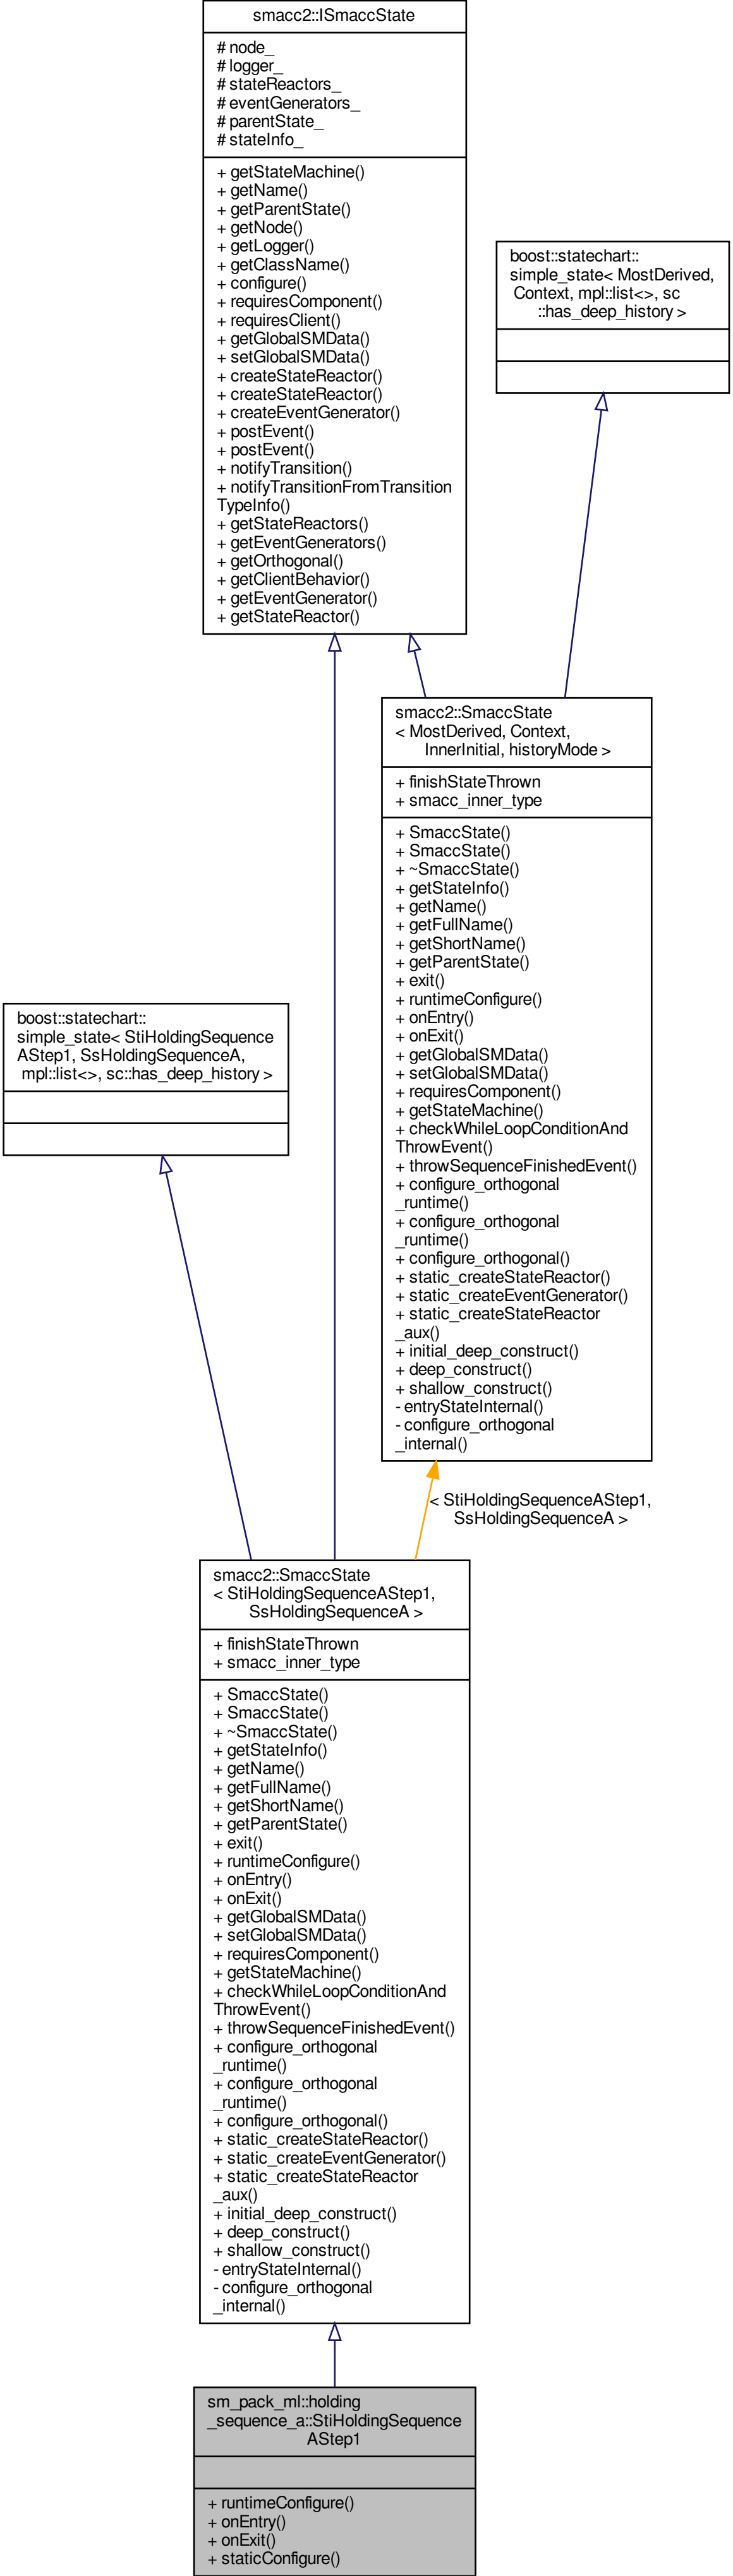 smacc2::ISmaccState
# node_
# logger_
# stateReactors_
# eventGenerators_
# parentState_
# stateInfo_
+ getStateMachine()
+ getName()
+ getParentState()
+ getNode()
+ getLogger()
+ getClassName()
+ configure()
+ requiresComponent()
+ requiresClient()
+ getGlobalSMData()
+ setGlobalSMData()
+ createStateReactor()
+ createStateReactor()
+ createEventGenerator()
+ postEvent()
+ postEvent()
+ notifyTransition()
+ notifyTransitionFromTransition
TypeInfo()
+ getStateReactors()
+ getEventGenerators()
+ getOrthogonal()
+ getClientBehavior()
+ getEventGenerator()
+ getStateReactor()
boost::statechart::
simple_state< MostDerived,
Context, mpl::list<>, sc
::has_deep_history >
smacc2::SmaccState
< MostDerived, Context,
InnerInitial, historyMode >
+ finishStateThrown
+ smacc_inner_type
+ SmaccState()
+ SmaccState()
+ ~SmaccState()
+ getStateInfo()
+ getName()
+ getFullName()
+ getShortName()
+ getParentState()
+ exit()
+ runtimeConfigure()
+ onEntry()
+ onExit()
+ getGlobalSMData()
+ setGlobalSMData()
+ requiresComponent()
+ getStateMachine()
+ checkWhileLoopConditionAnd
ThrowEvent()
+ throwSequenceFinishedEvent()
+ configure_orthogonal
_runtime()
+ configure_orthogonal
_runtime()
+ configure_orthogonal()
+ static_createStateReactor()
+ static_createEventGenerator()
+ static_createStateReactor
_aux()
+ initial_deep_construct()
+ deep_construct()
+ shallow_construct()
- entryStateInternal()
- configure_orthogonal
_internal()
boost::statechart::
simple_state< StiHoldingSequence
AStep1, SsHoldingSequenceA,
mpl::list<>, sc::has_deep_history >
< StiHoldingSequenceAStep1,
SsHoldingSequenceA >
smacc2::SmaccState
< StiHoldingSequenceAStep1,
SsHoldingSequenceA >
+ finishStateThrown
+ smacc_inner_type
+ SmaccState()
+ SmaccState()
+ ~SmaccState()
+ getStateInfo()
+ getName()
+ getFullName()
+ getShortName()
+ getParentState()
+ exit()
+ runtimeConfigure()
+ onEntry()
+ onExit()
+ getGlobalSMData()
+ setGlobalSMData()
+ requiresComponent()
+ getStateMachine()
+ checkWhileLoopConditionAnd
ThrowEvent()
+ throwSequenceFinishedEvent()
+ configure_orthogonal
_runtime()
+ configure_orthogonal
_runtime()
+ configure_orthogonal()
+ static_createStateReactor()
+ static_createEventGenerator()
+ static_createStateReactor
_aux()
+ initial_deep_construct()
+ deep_construct()
+ shallow_construct()
- entryStateInternal()
- configure_orthogonal
_internal()
sm_pack_ml::holding
_sequence_a::StiHoldingSequence
AStep1
+ runtimeConfigure()
+ onEntry()
+ onExit()
+ staticConfigure()